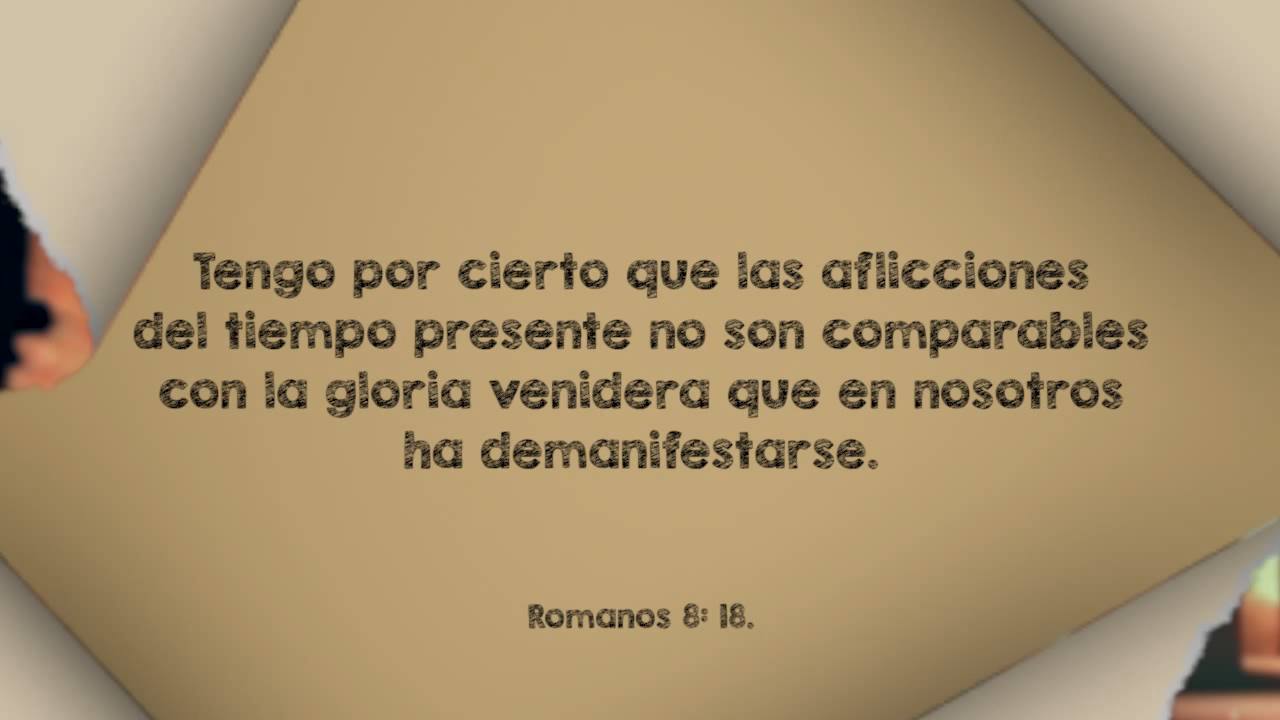 Tengo por cierto que las aflicciones
del tiempo presente no son comparables
con la gloria venidera que en nosotros
ha demanifestarse.
Romanos 8: 18.